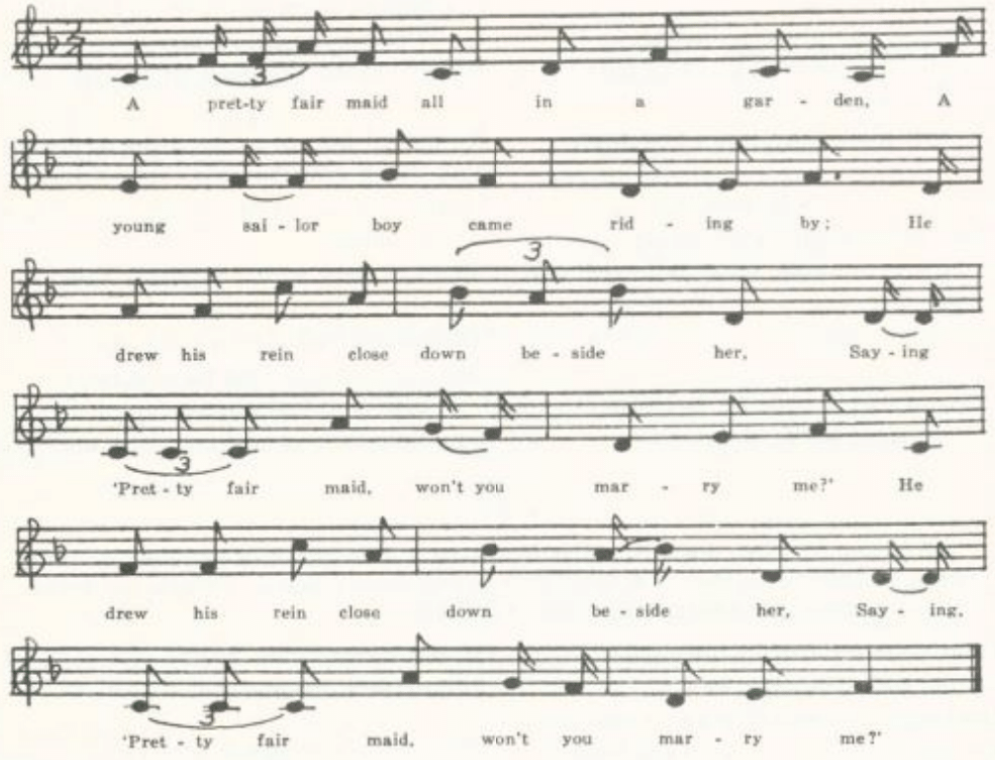 A pret-ty fair maid all in a gar - den, A
young sai - lor boy came rid - ing by; He
drew his rein close down be - side her, Say - ing
'Pret - ty fair maid, won't you mar - ry me?' He
drew his rein close down be - side her, Say - ing,
'Pret - ty fair maid, won't you mar - ry me?'